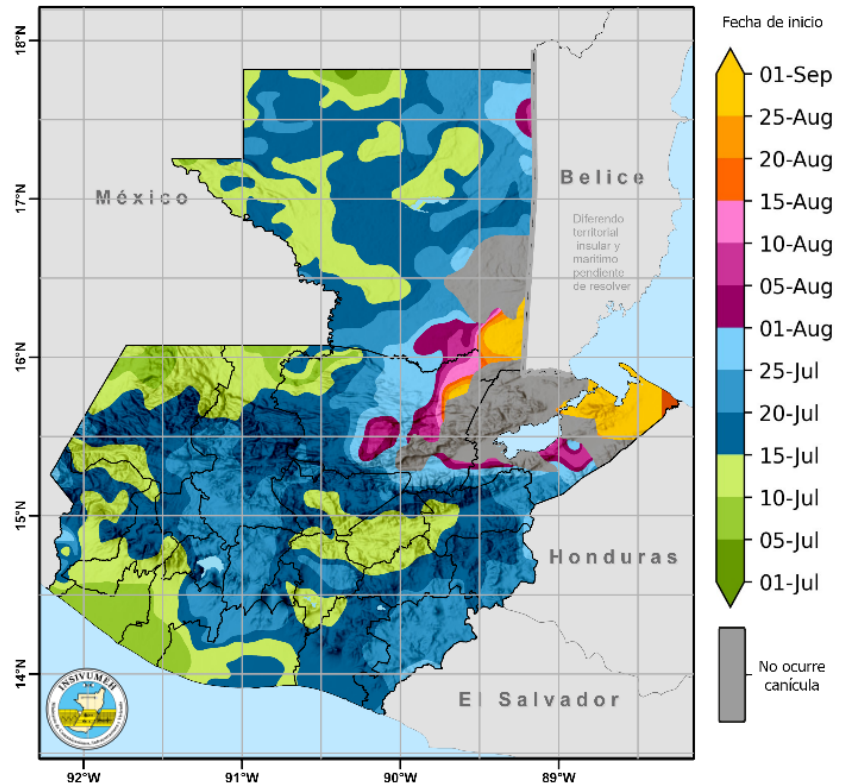 Fecha de inicio
01-Sep
25-Aug
20-Aug
15-Aug
10-Aug
05-Aug
01-Aug
25-Jul
20-Jul
15-Jul
10-Jul
05-Jul
01-Jul
No ocurre
canícula
18°N
17°N
16°N
15°N
14°N
92°W
91°W
90°W
89°W
México
Belice
Diferendo
territorial
insular y
marítimo
pendiente
de resolver
Honduras
El Salvador
INSIVUMEH